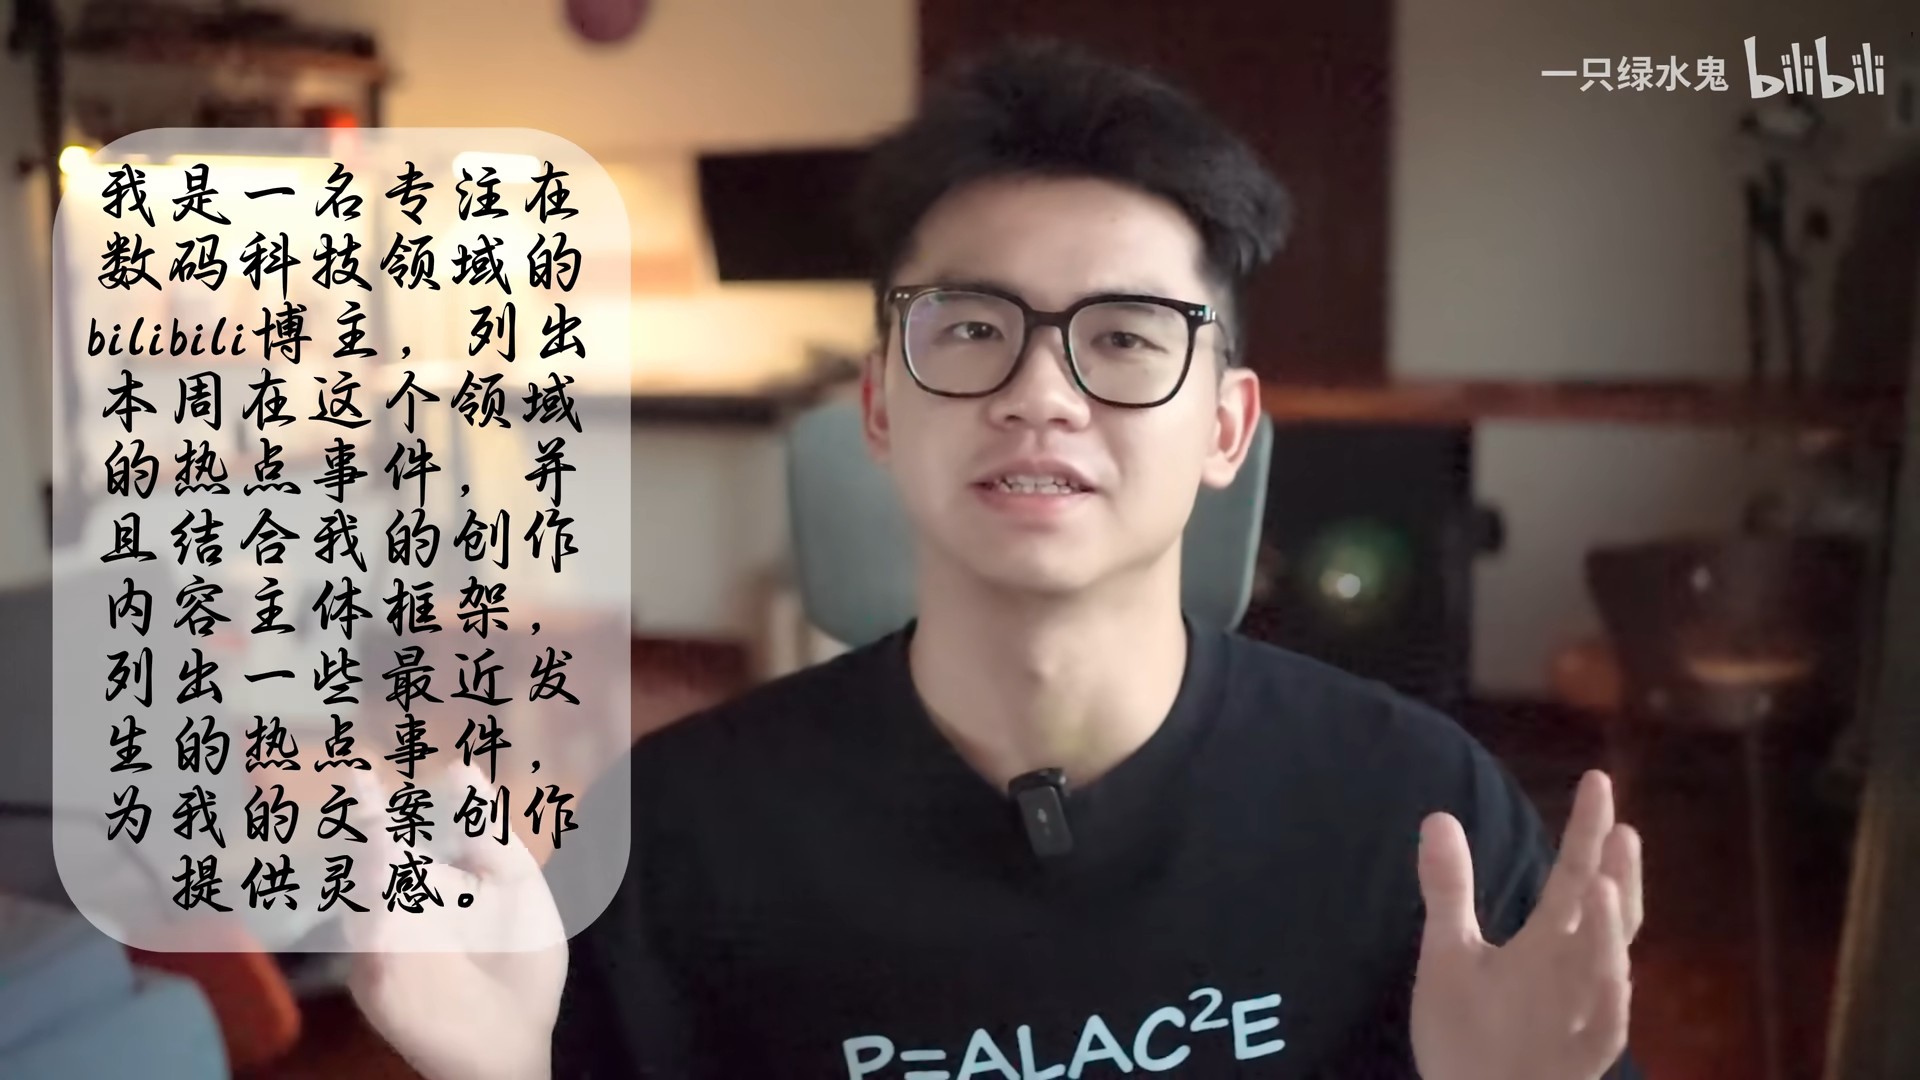 一只绿水鬼 bilibili
我是一名专注在
数码科技领域的
bilibili博主，列出
本周在这个领域
的热点事件，并
且结合我的创作
内容主体框架，
列出一些最近发
生的热点事件，
为我的文案创作
提供灵感。
P=ALAC²E